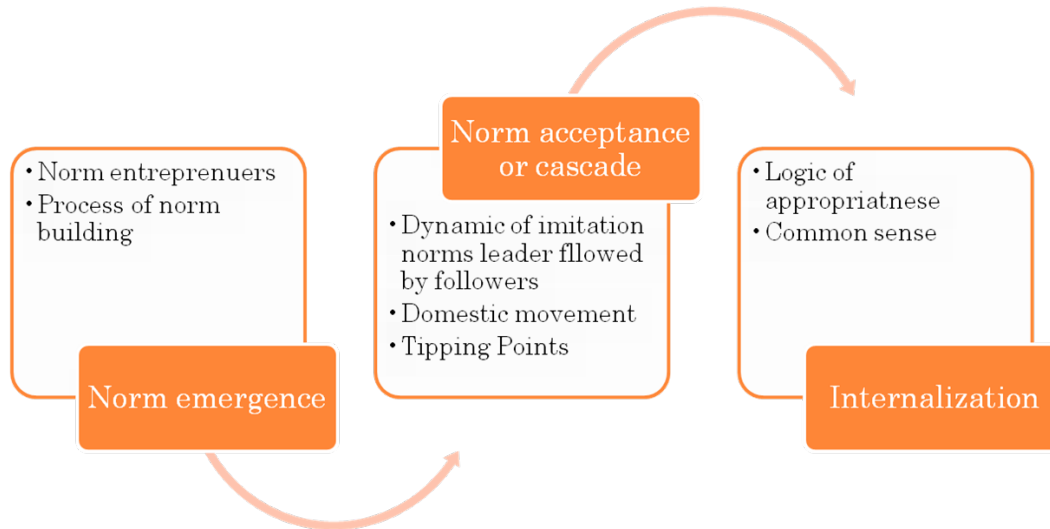 • Norm entreprenuers
• Process of norm
building
Norm emergence
Norm acceptance
or cascade
• Dynamic of imitation
norms leader fllowed
by followers
• Domestic movement
• Tipping Points
• Logic of
appropriatnese
• Common sense
Internalization